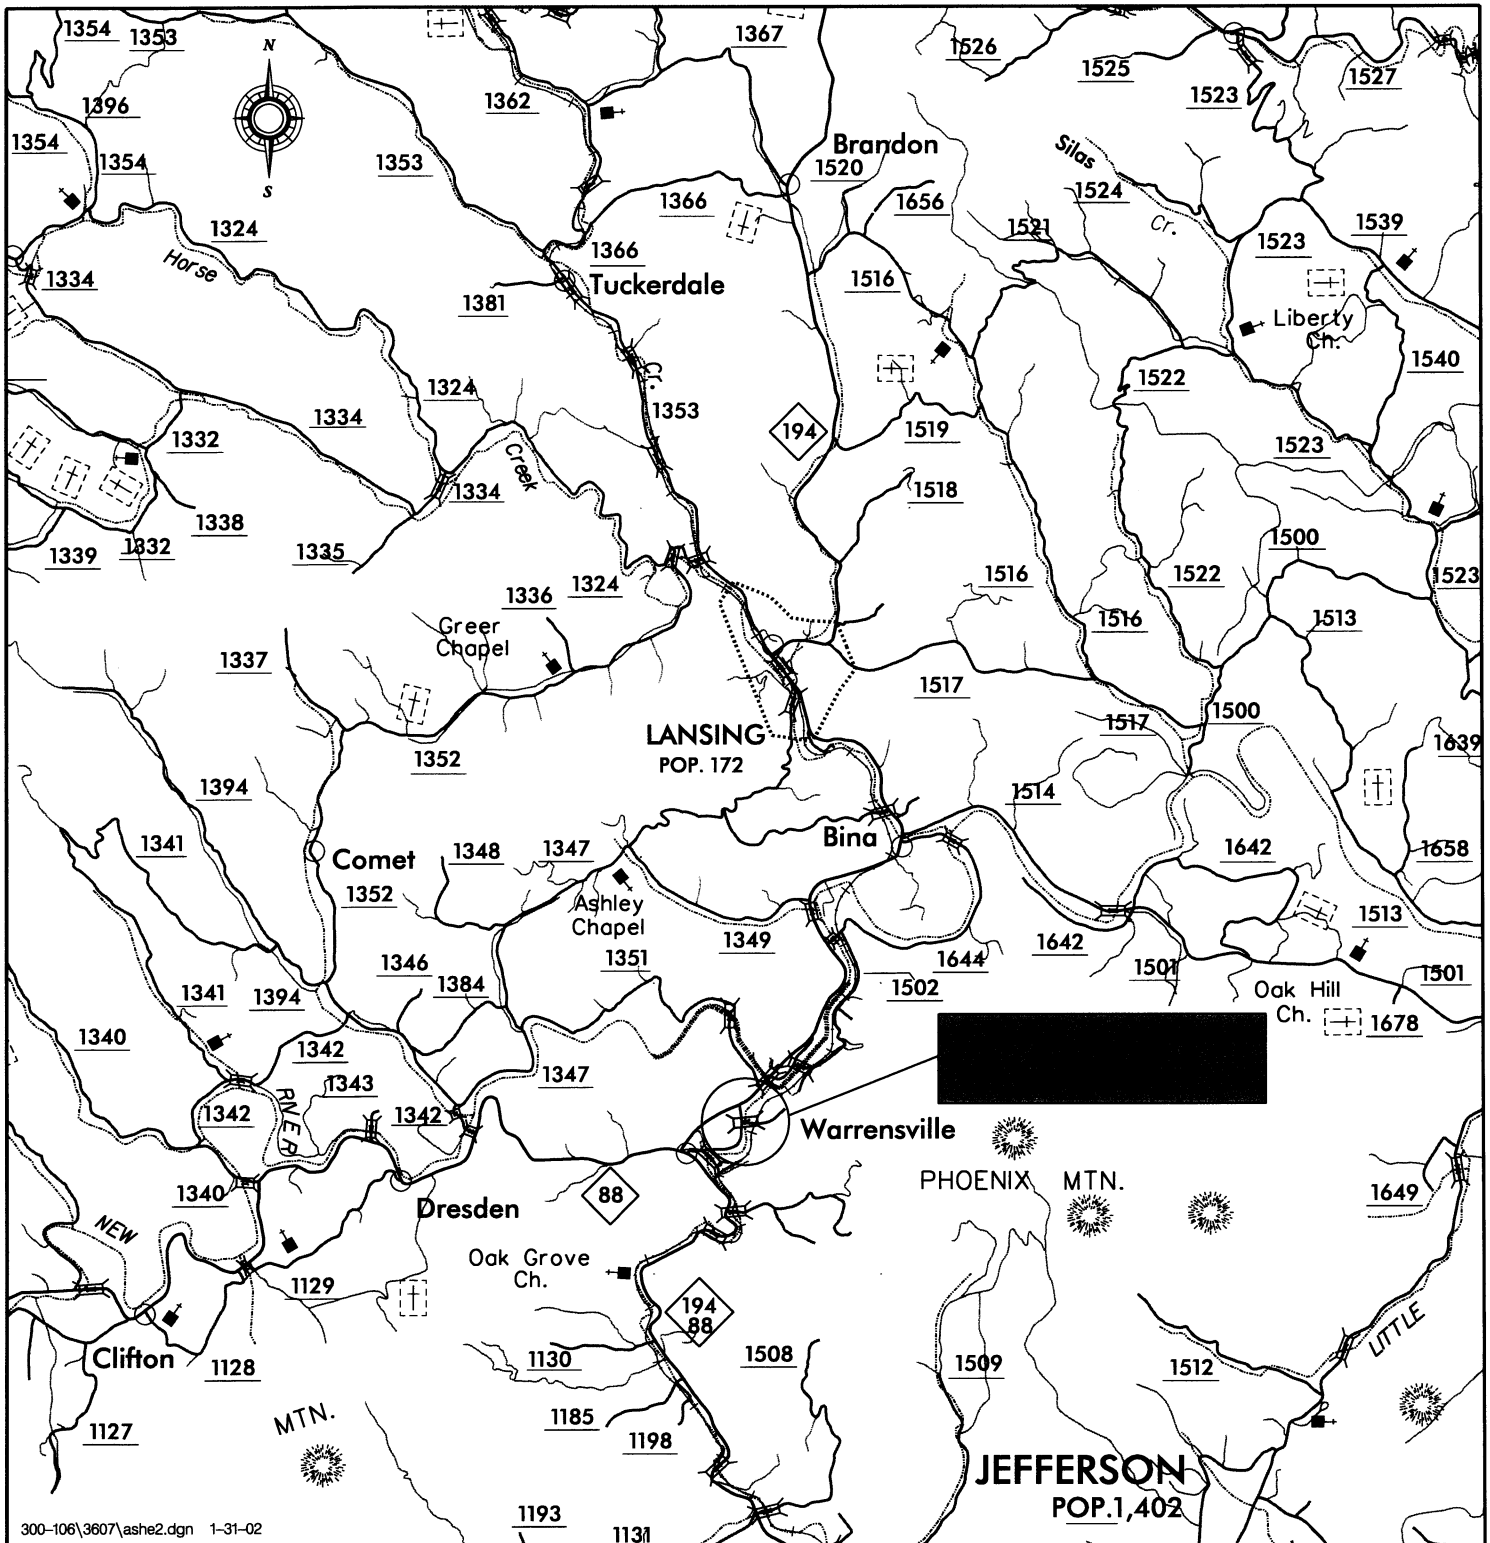 1354 1353 1367 1526
1525 1527
1362 1523
1396
1354 1354 1353 Brandon Silas
1520
1366 1656 1524
1324 1521 Cr. 1523 1539
N
S
Horse
1334 1366
1381 Tuckerdale 1516
Liberty
Ch.
Cr. 1540
1324 1353 1522
1334 194 1519
1332 1523
Creek
1334 1518
1338
1339 1332 1335 1500
1324 1516 1522 1523
1336
Greer
Chapel
1516 1513
1337 1517
LANSING
POP. 172
1517 1500
1639
1352
1394 1514
1341 Bina 1642 1658
Comet 1348 1347
1352
Ashley
Chapel
1349 1642 1513
1351
1346 1644 1501 1501
1341 1394 1384 1502
Oak Hill
Ch.
1678
1340 1342
1343 1347
1342 RIVER 1342
Warrensville
PHOENIX MTN.
1340 88 1649
Dresden
NEW
Oak Grove
Ch.
1129
194
88
LITTLE
Clifton 1128
1130 1508 1509 1512
MTN.
1185
1127 1198
JEFFERSON
POP.1,402
1193 1131
300-106\3607\ashe2.dgn 1-31-02